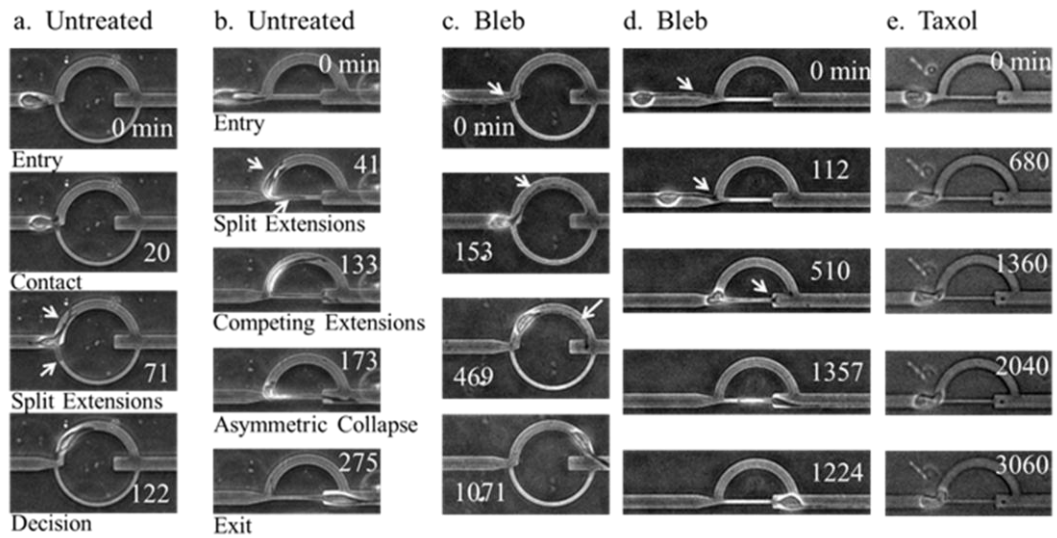 a. Untreated
0 min
Entry
20
Contact
71
Split Extensions
122
Decision
b. Untreated
0 min
Entry
41
Split Extensions
133
Competing Extensions
173
Asymmetric Collapse
275
Exit
c. Bleb
0 min
153
469
1071
d. Bleb
0 min
112
510
1357
1224
e. Taxol
0 min
680
1360
2040
3060